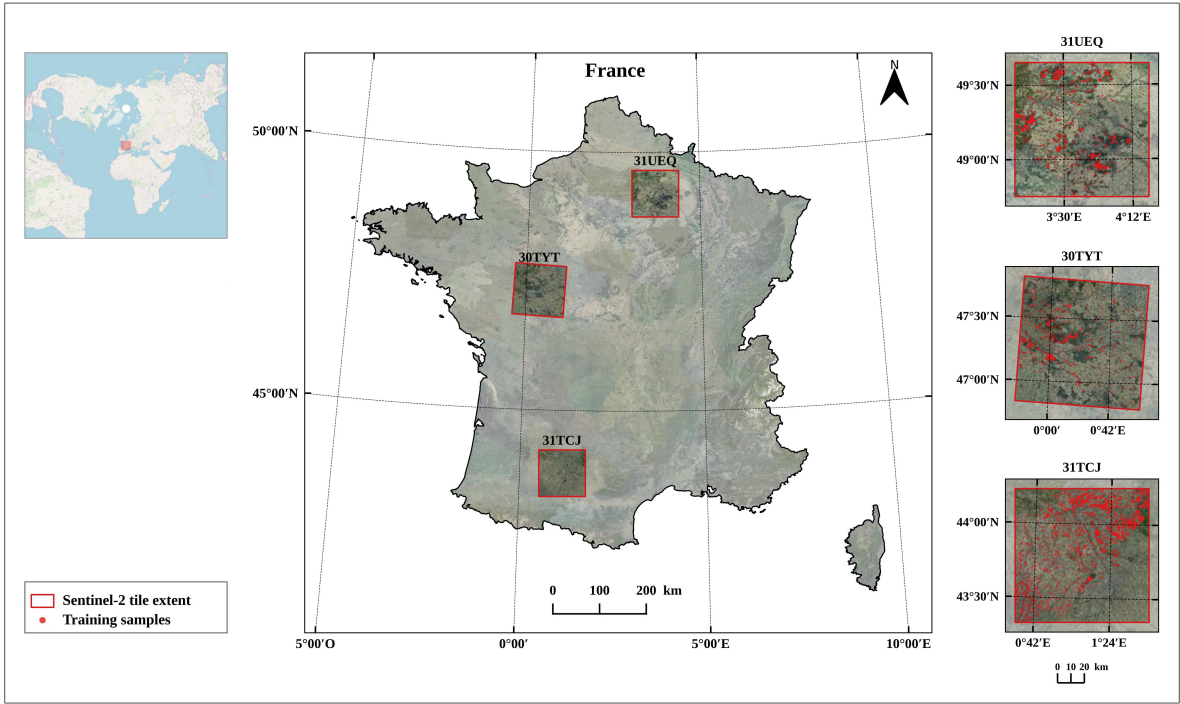 France
N
50°00′N
45°00′N
31UEQ
30TYT
31TCJ
0 100 200 km
5°00′E
0°00′
5°00′E
10°00′E
Sentinel-2 tile extent
Training samples
31UEQ
49°30′N
49°00′N
3°30′E
4°12′E
30TYT
47°30′N
47°00′N
0°00′
0°42′E
31TCJ
44°00′N
43°30′N
0°42′E
1°24′E
0 10 20 km